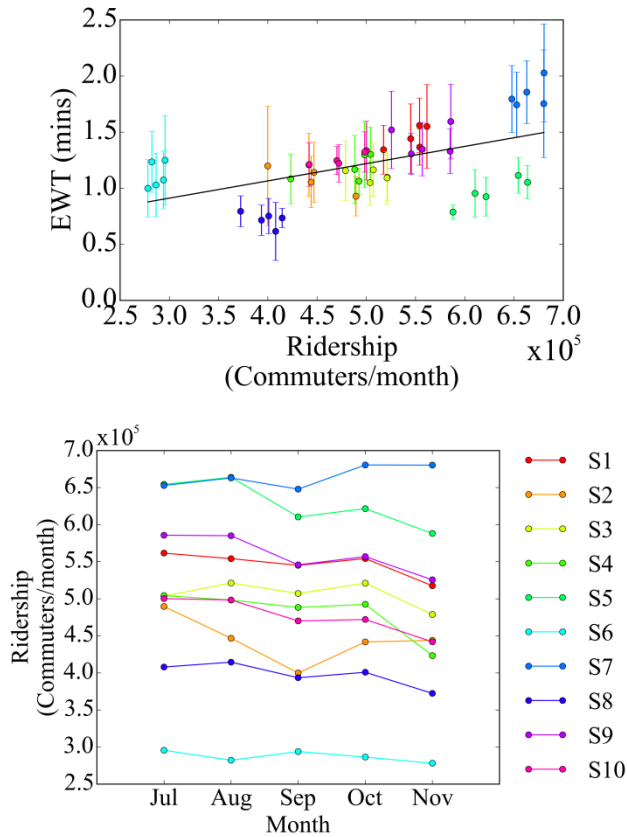 2.5
2.0
1.5
1.0
0.5
0.0
EWT (mins)
2.5 3.0 3.5 4.0 4.5 5.0 5.5 6.0 6.5 7.0
x10⁵
Ridership
(Commuters/month)
x10⁵
7.0
6.5
6.0
5.5
5.0
4.5
4.0
3.5
3.0
2.5
Ridership
(Commuters/month)
Jul Aug Sep Oct Nov
Month
S1
S2
S3
S4
S5
S6
S7
S8
S9
S10